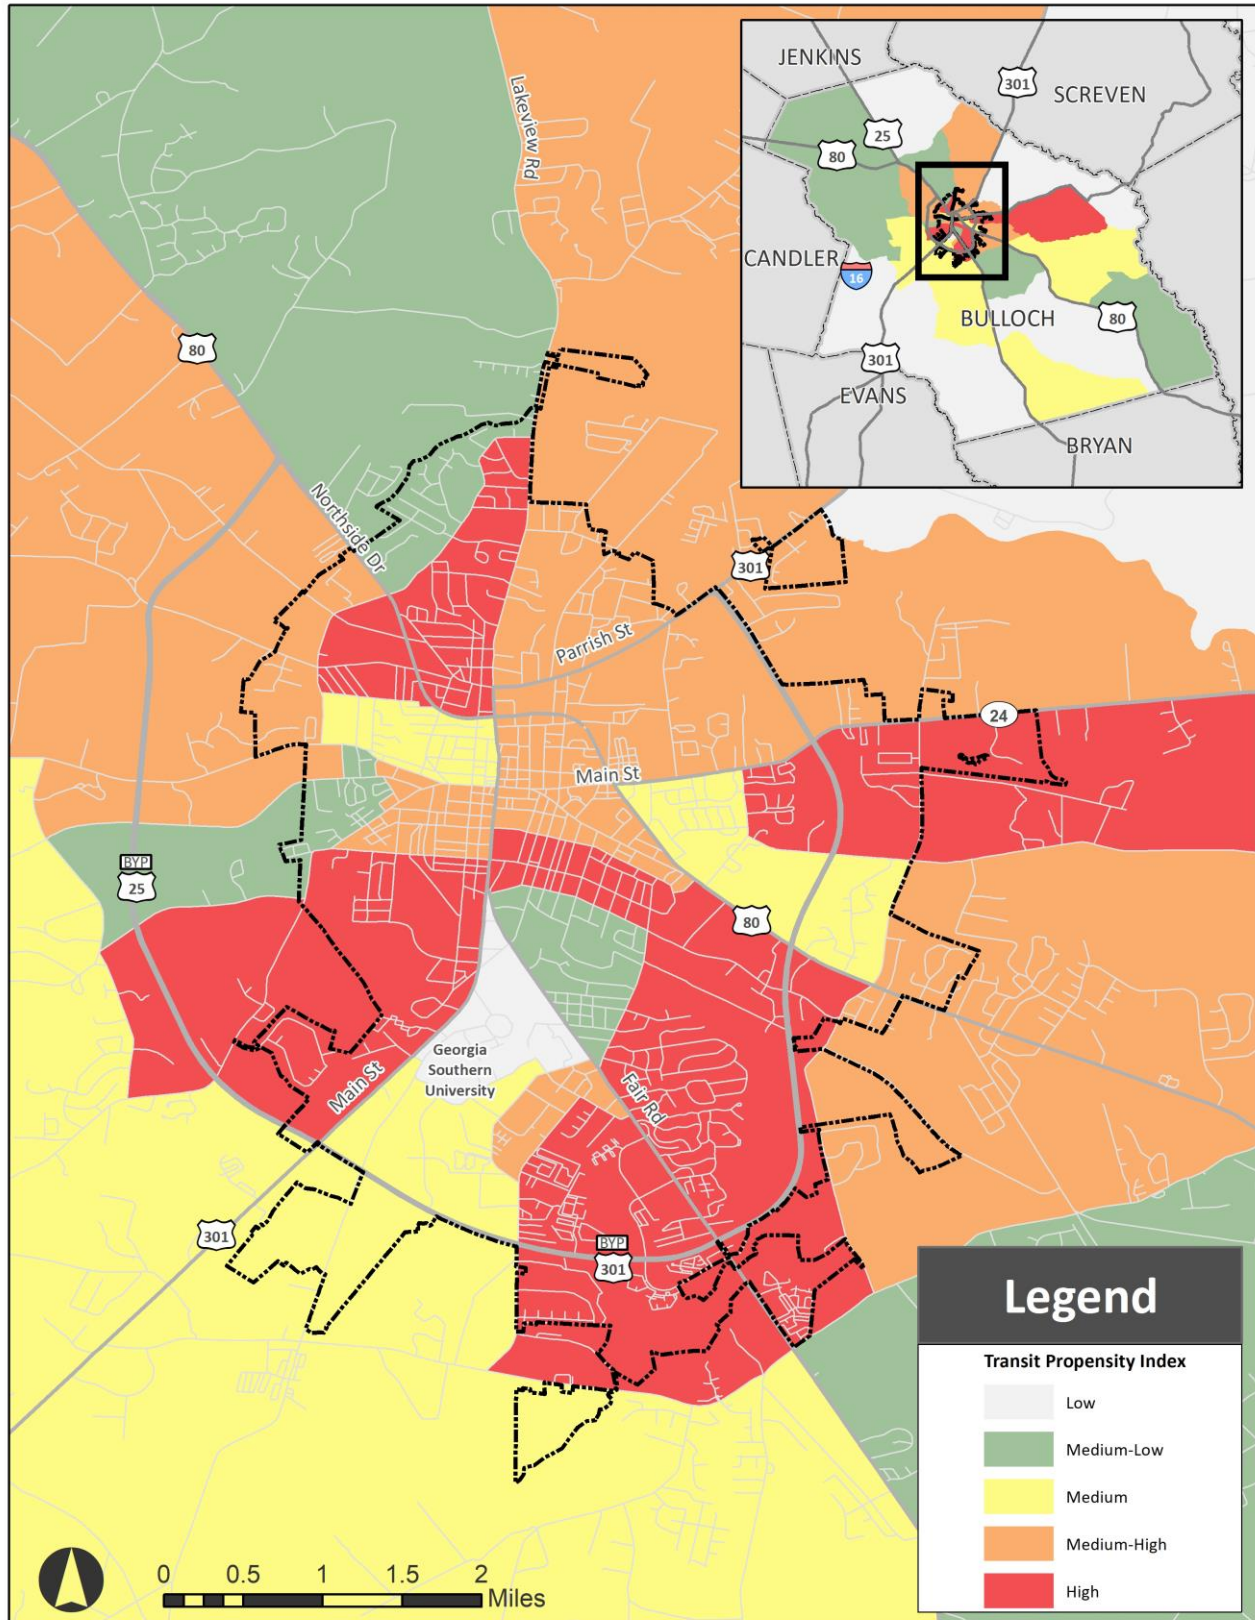 JENKINS
301
SCREVEN
25
80
CANDLER
16
BULLOCH
80
301
EVANS
BRYAN
Lakeview Rd
80
Northside Dr
301
Parrish St
24
Main St
BYP
25
80
Georgia
Southern
University
Main St
Fair Rd
301
BYP
301
Legend
Transit Propensity Index
Low
Medium-Low
Medium
Medium-High
High
0 0.5 1 1.5 2
Miles